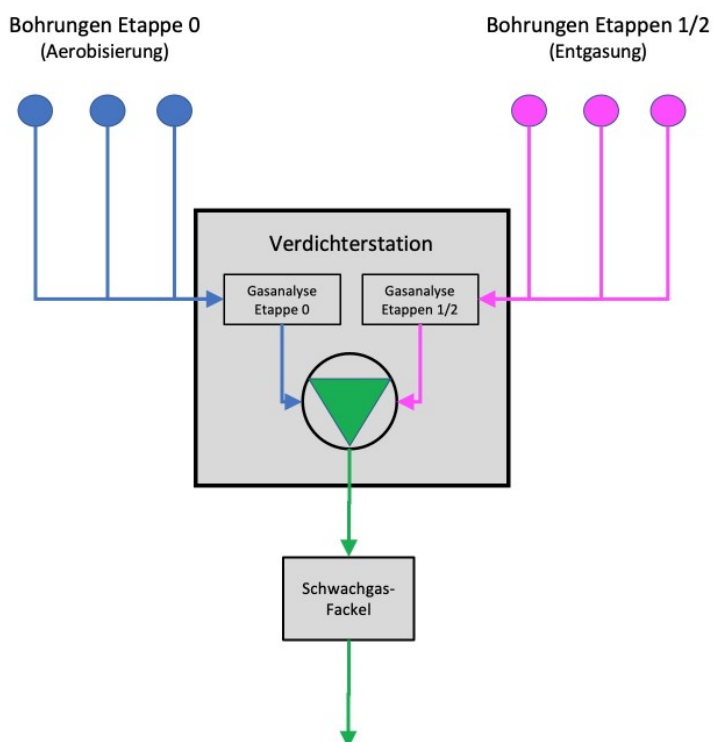 Bohrungen Etappe 0
(Aerobisierung)
Bohrungen Etappen 1/2
(Entgasung)
Verdichterstation
Gasanalyse
Etappe 0
Gasanalyse
Etappen 1/2
Schwachgas-
Fackel